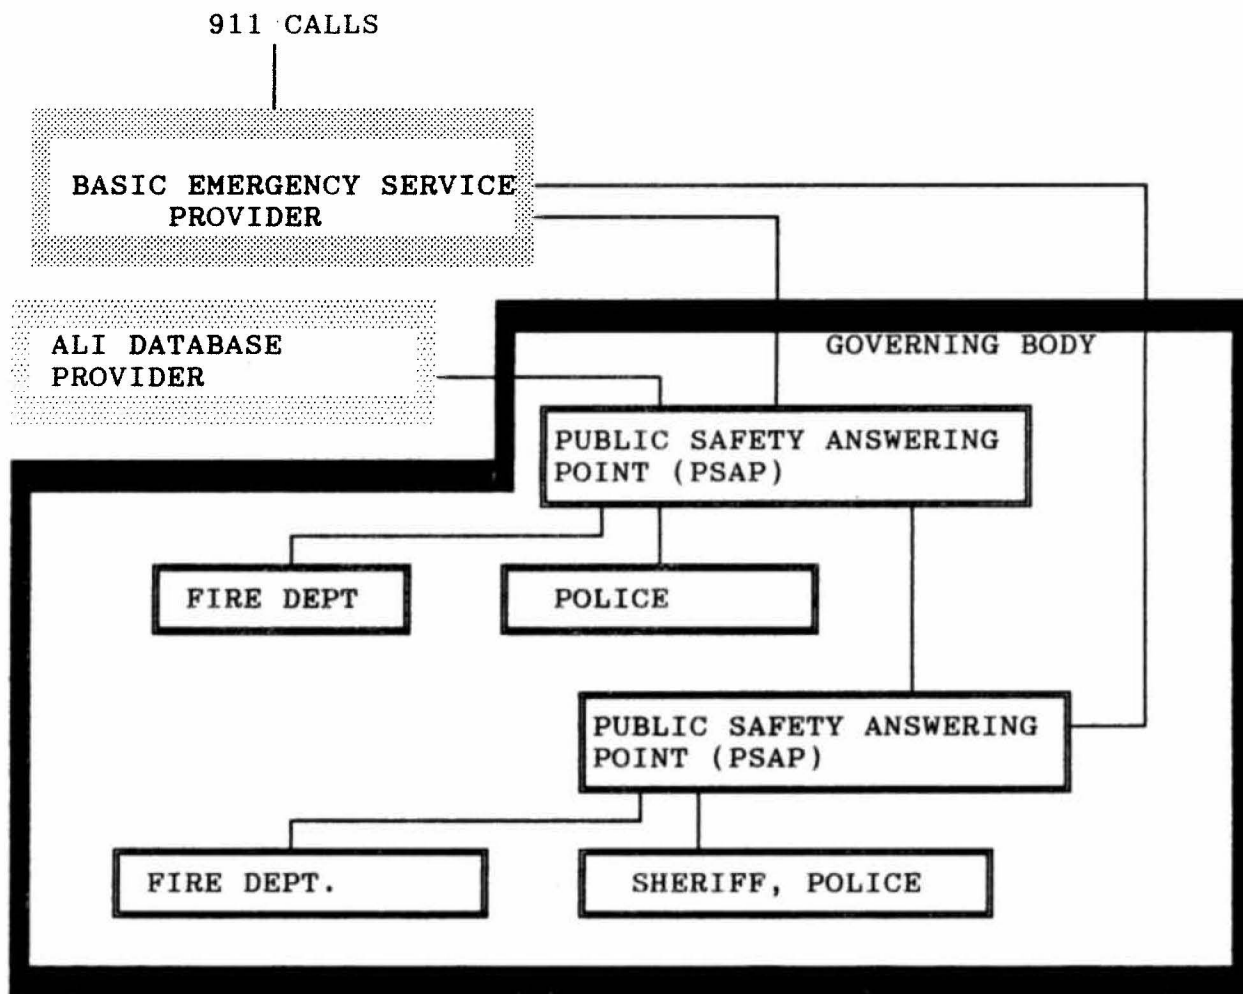 911 CALLS
BASIC EMERGENCY SERVICE
PROVIDER
ALI DATABASE
PROVIDER
GOVERNING BODY
PUBLIC SAFETY ANSWERING
POINT (PSAP)
FIRE DEPT
POLICE
PUBLIC SAFETY ANSWERING
POINT (PSAP)
FIRE DEPT.
SHERIFF, POLICE